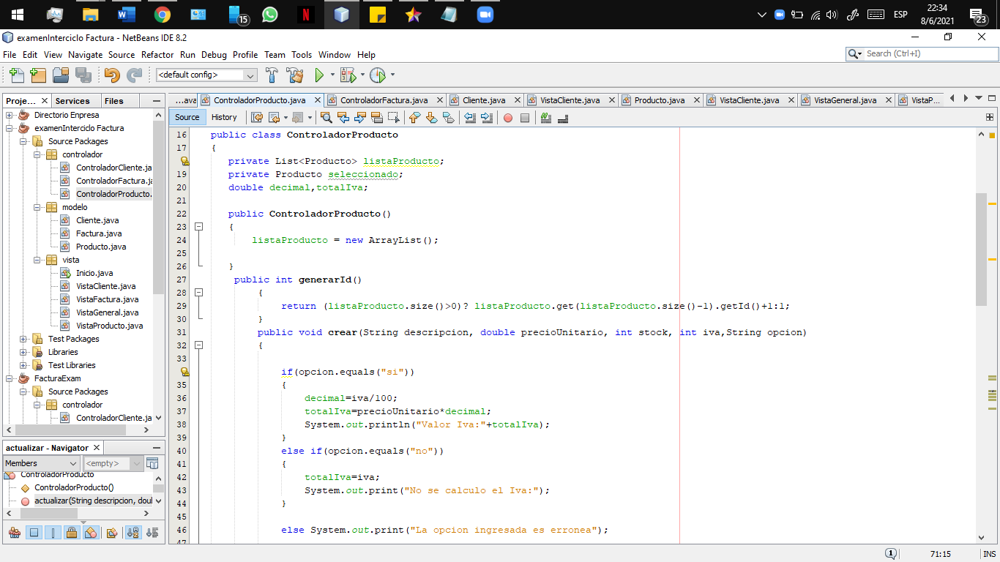 15
ESP
22:34
8/6/2021
23
examenInterciclo Factura - NetBeans IDE 8.2
File Edit View Navigate Source Refactor Run Debug Profile Team Tools Window Help
Search (Ctrl+I)
<default config>
Proje... Services Files
...ava ControladorProducto.java ControladorFactura.java Cliente.java VistaCliente.java Producto.java VistaCliente.java VistaGeneral.java VistaP...
Source History
Directorio Enpresa
examenInterciclo Factura
Source Packages
controlador
ControladorCliente.ja
ControladorFactura.ja
ControladorProducto.
modelo
Cliente.java
Factura.java
Producto.java
vista
Inicio.java
VistaCliente.java
VistaFactura.java
VistaGeneral.java
VistaProducto.java
Test Packages
Libraries
Test Libraries
FacturaExam
Source Packages
controlador
ControladorCliente.ja
actualizar - Navigator
Members <empty>
ControladorProducto
ControladorProducto()
actualizar(String descripcion, doul
16 public class ControladorProducto
17 {
private List<Producto> listaProducto;
19 private Producto seleccionado;
20 double decimal,totalIva;
21
22 public ControladorProducto()
23 {
24 listaProducto = new ArrayList();
25
26 }
27 public int generarId()
28 {
29 return (listaProducto.size()>0)? listaProducto.get(listaProducto.size()-1).getId()+1:1;
30 }
31 public void crear(String descripcion, double precioUnitario, int stock, int iva,String opcion)
32 {
33
if(opcion.equals("si"))
35 {
36 decimal=iva/100;
37 totalIva=precioUnitario*decimal;
38 System.out.println("Valor Iva:"+totalIva);
39 }
40 else if(opcion.equals("no"))
41 {
42 totalIva=iva;
43 System.out.print("No se calculo el Iva:");
44 }
45
46 else System.out.print("La opcion ingresada es erronea");
47
1
71:15
INS